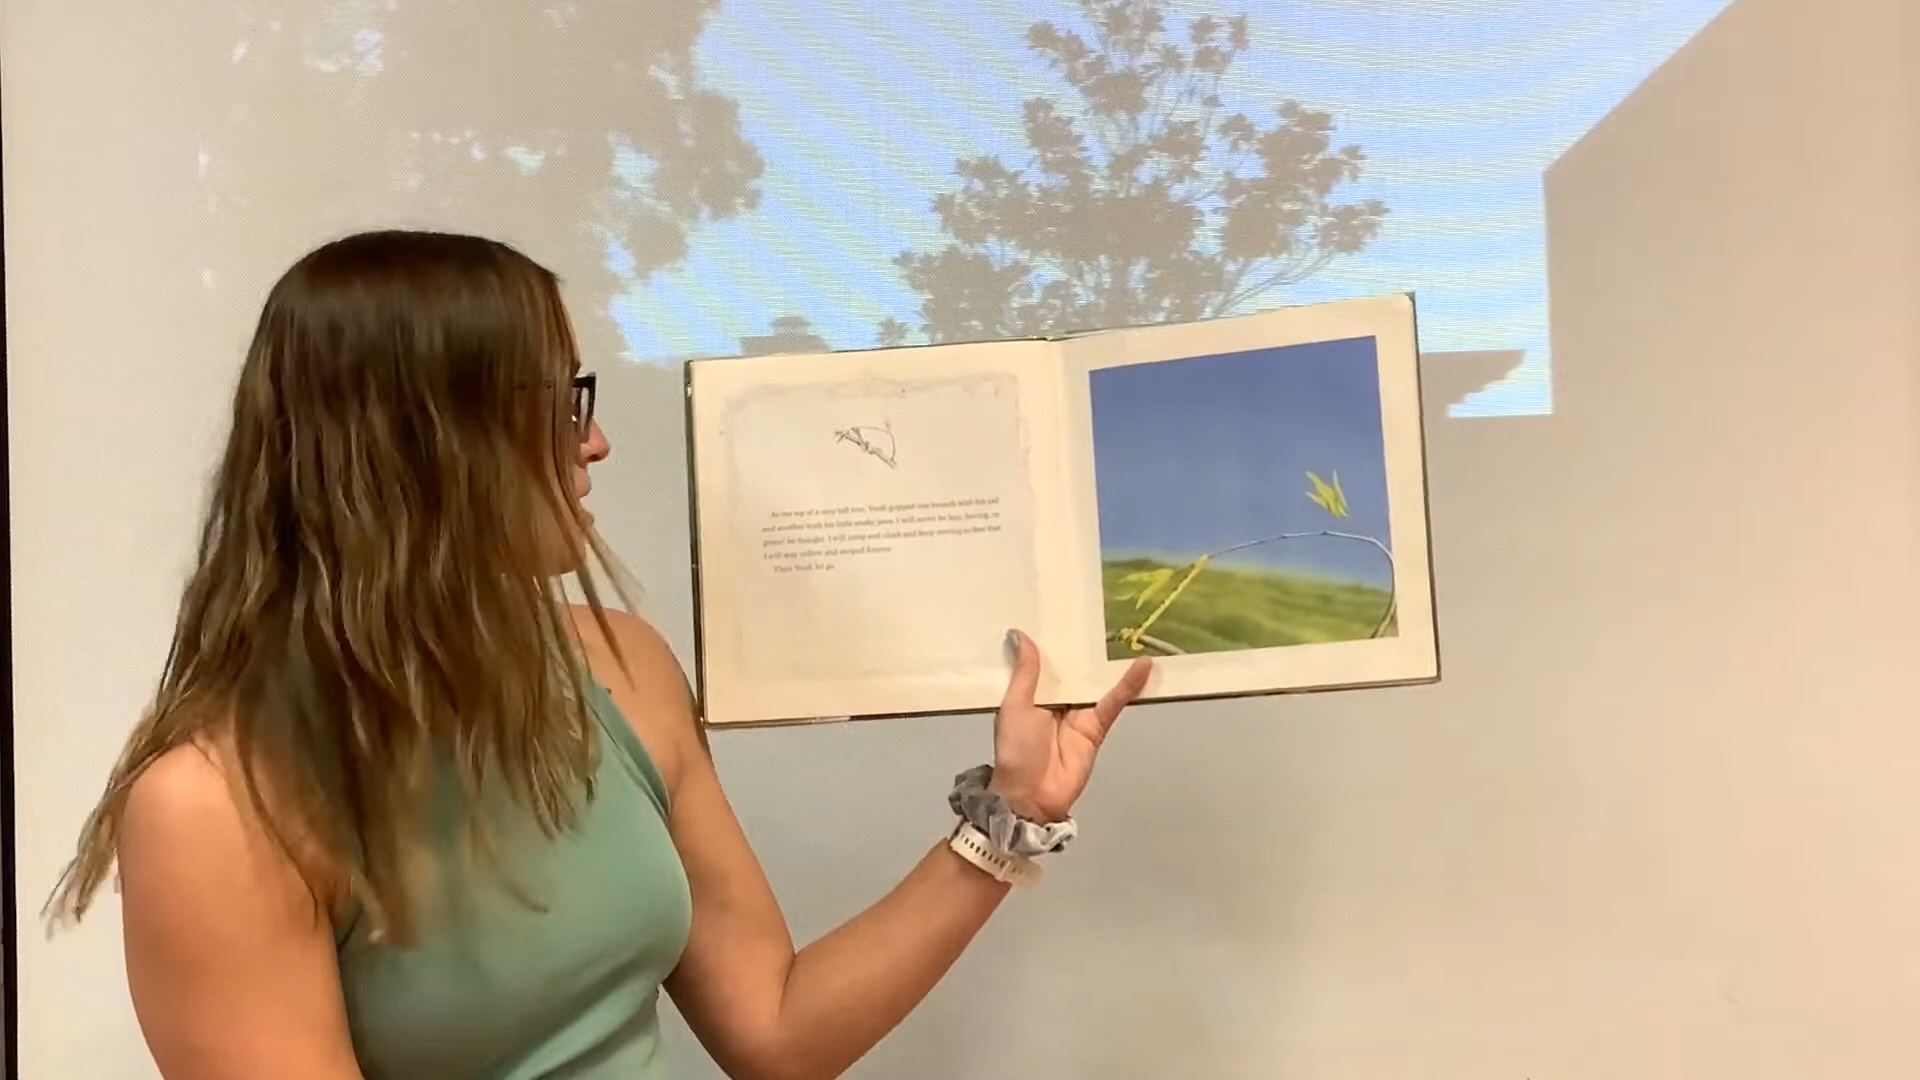 At the top of a very tall tree, Verdi gripped one branch with his tail
and another with his little snaky jaws. I will never be lazy, boring, or
green! he thought. I will jump and climb and keep moving so fast that
I will stay yellow and striped forever.
Then Verdi let go.